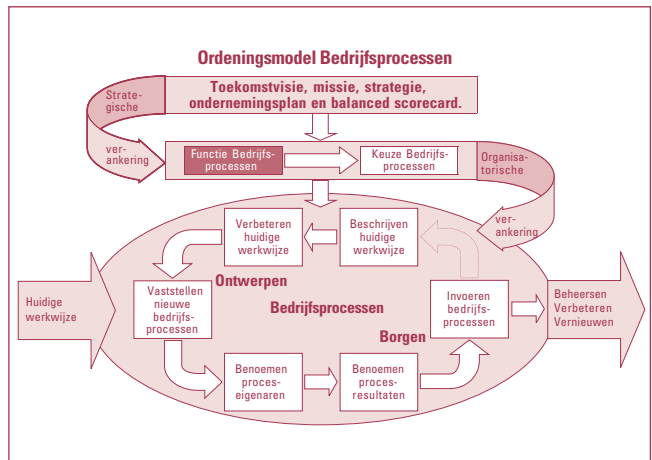 Ordeningsmodel Bedrijfsprocessen
Strate-
gische
Toekomstvisie, missie, strategie,
ondernemingsplan en balanced scorecard.
ver-
ankering
Functie Bedrijfs-
processen
Keuze Bedrijfs-
processen
Organisa-
torische
ver-
ankering
Verbeteren
huidige
werkwijze
Beschrijven
huidige
werkwijze
Ontwerpen
Huidige
werkwijze
Vaststellen
nieuwe
bedrijfs-
processen
Bedrijfsprocessen
Invoeren
bedrijfs-
processen
Beheersen
Verbeteren
Vernieuwen
Borgen
Benoemen
proces-
eigenaren
Benoemen
proces-
resultaten